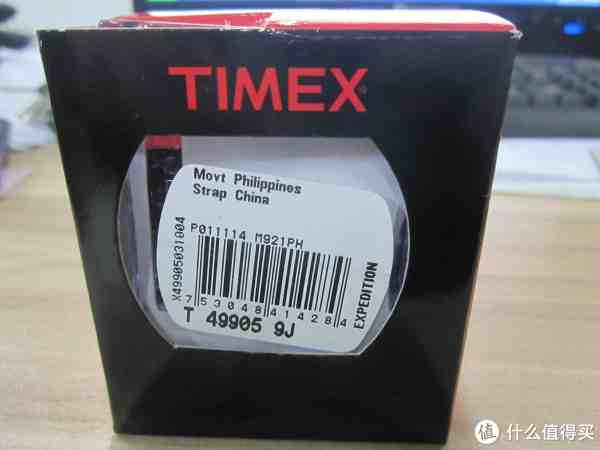 TIMEX
Movt Philippines
Strap China
P011114 M921PH
X49905031804
7 53048 41428 4
EXPEDITION
T 49905 9J
值 什么值得买